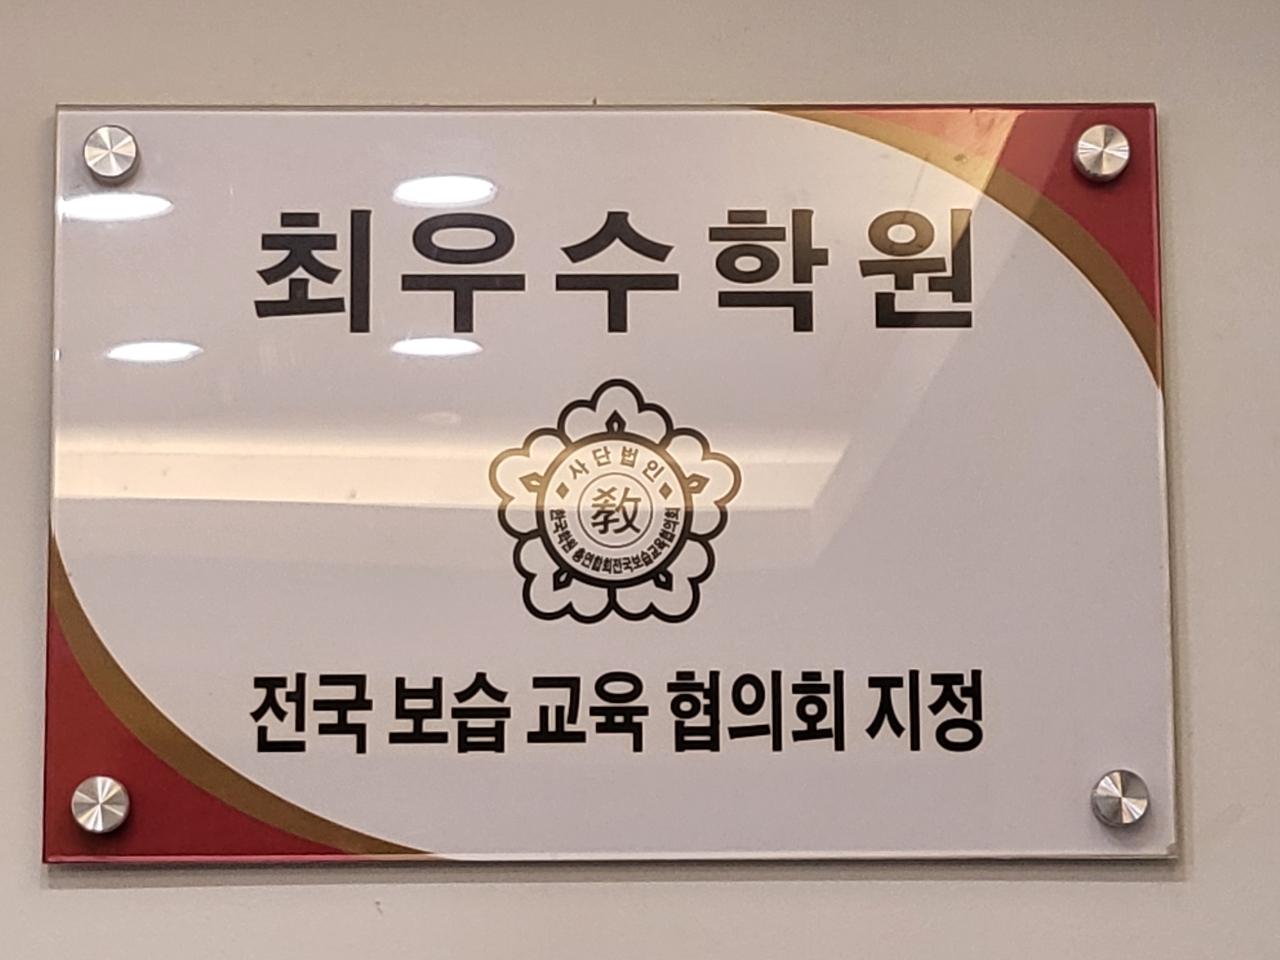 최우수학원
사단법인
敎
한국학원 총연합회전국보습교육협의회
전국 보습 교육 협의회 지정